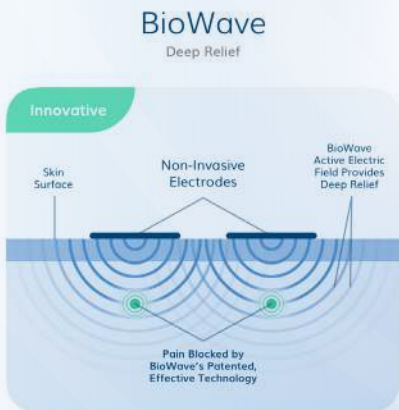 BioWave
Deep Relief
Innovative
Skin
Surface
Non-Invasive
Electrodes
BioWave
Active Electric
Field Provides
Deep Relief
Pain Blocked by
BioWave's Patented,
Effective Technology